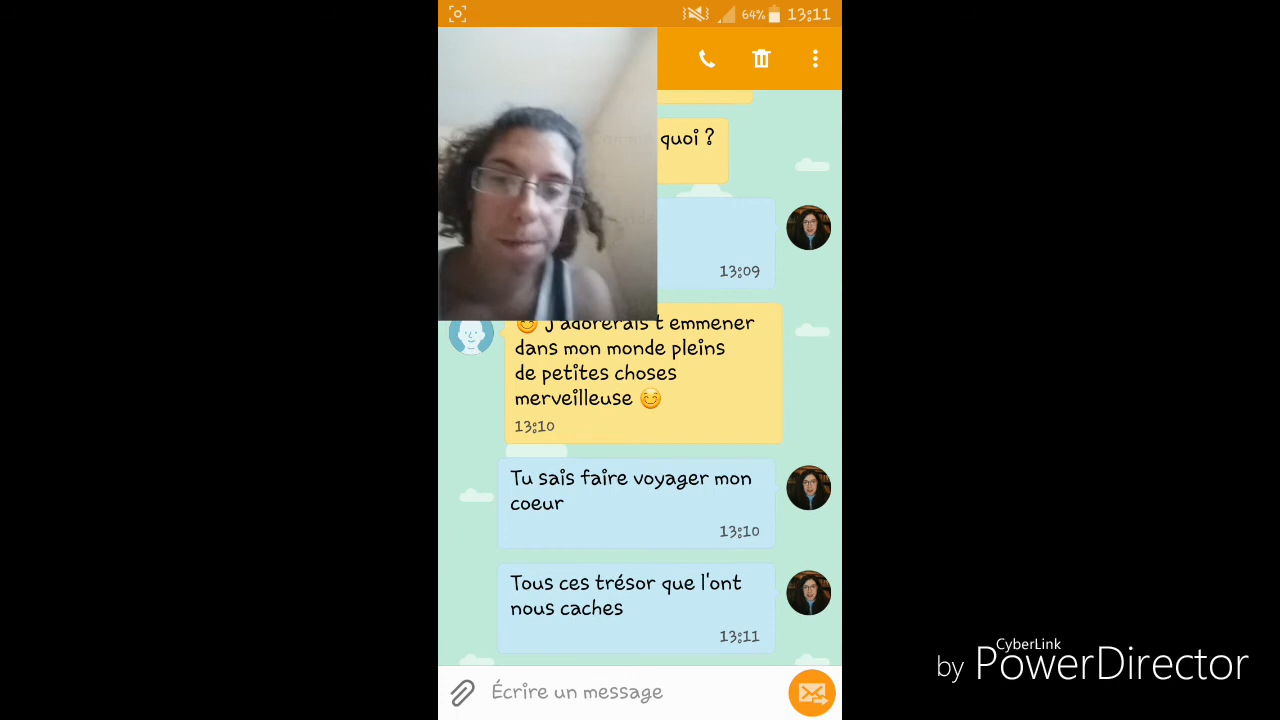 64% 13:11
quoi ?
13:09
😊 J'adorerais t emmener
dans mon monde pleins
de petites choses
merveilleuse 😊
13:10
Tu sais faire voyager mon
coeur
13:10
Tous ces trésor que l'ont
nous caches
13:11
Écrire un message
CyberLink
by PowerDirector